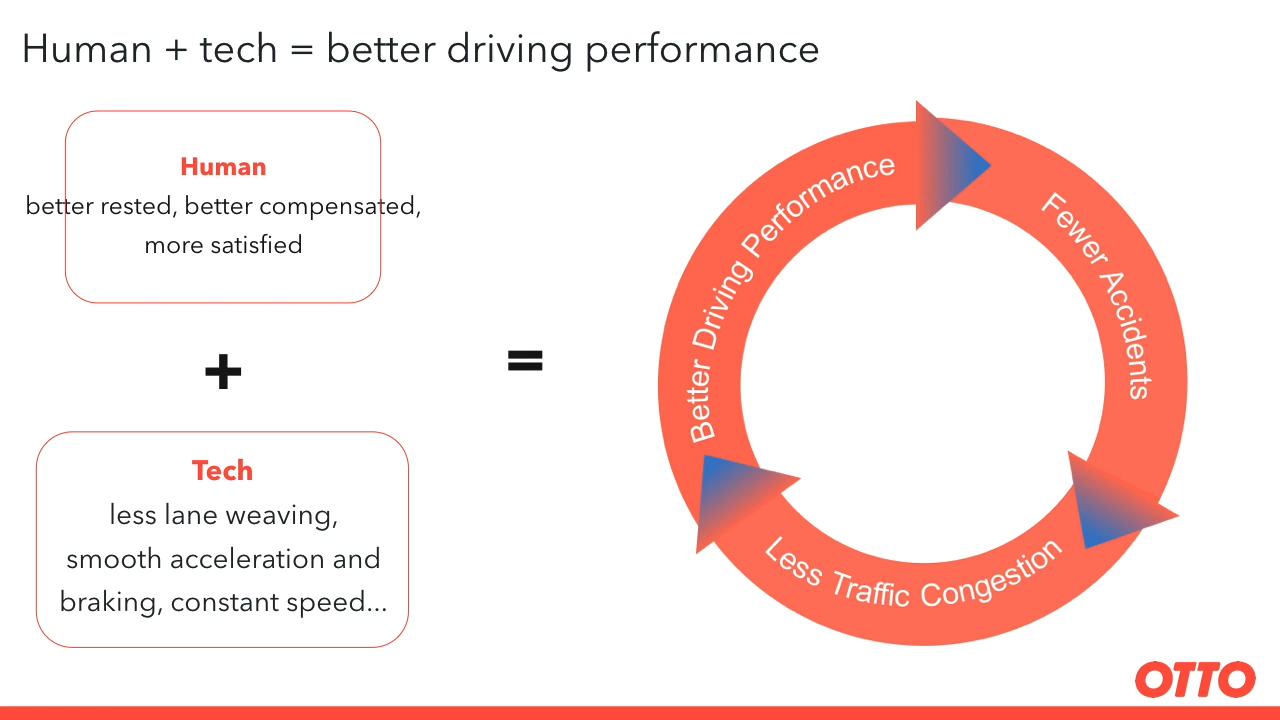 Human + tech = better driving performance
Human
better rested, better compensated,
more satisfied
+
Tech
less lane weaving,
smooth acceleration and
braking, constant speed...
=
Better Driving Performance
Fewer Accidents
Less Traffic Congestion
OTTO